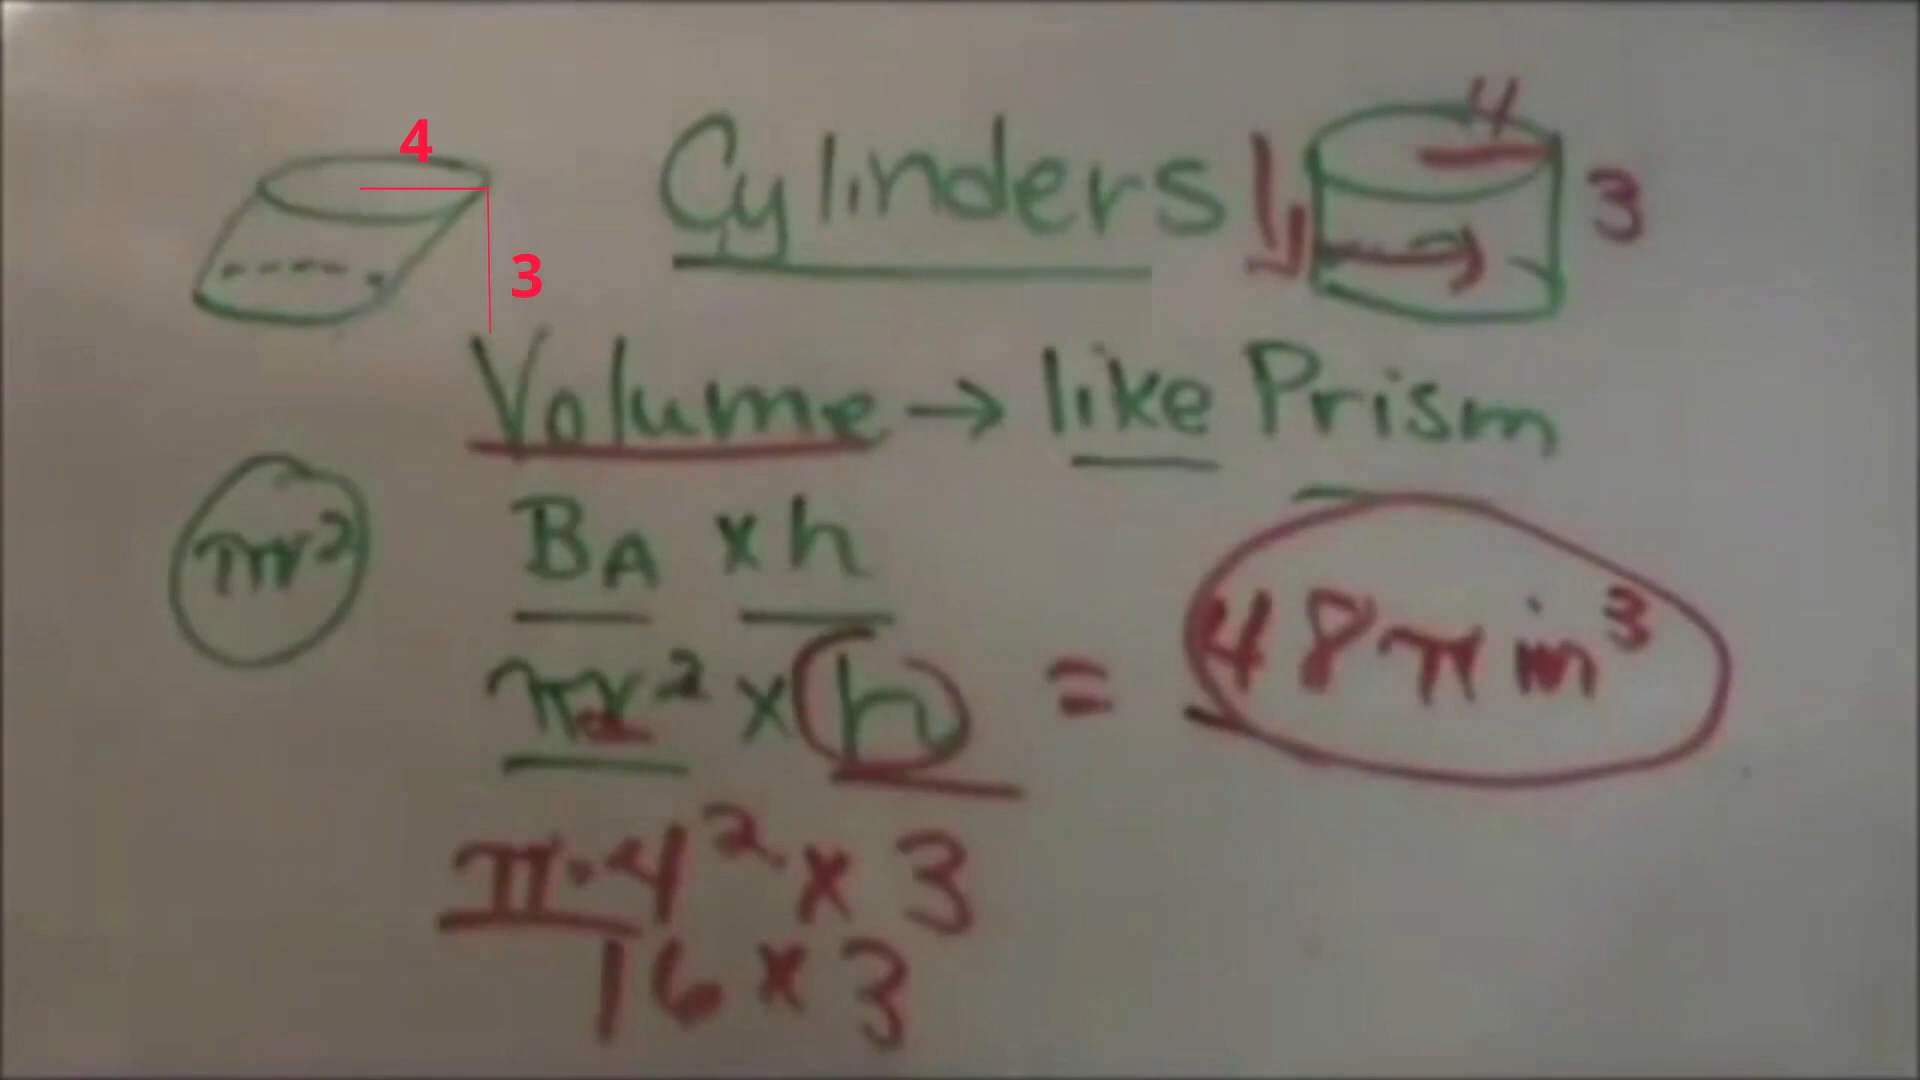 4
Cylinders
4
3
3
Volume → like Prism
πr²
BA x h
πr² x h = 48π in³
π·4² x 3
16 x 3